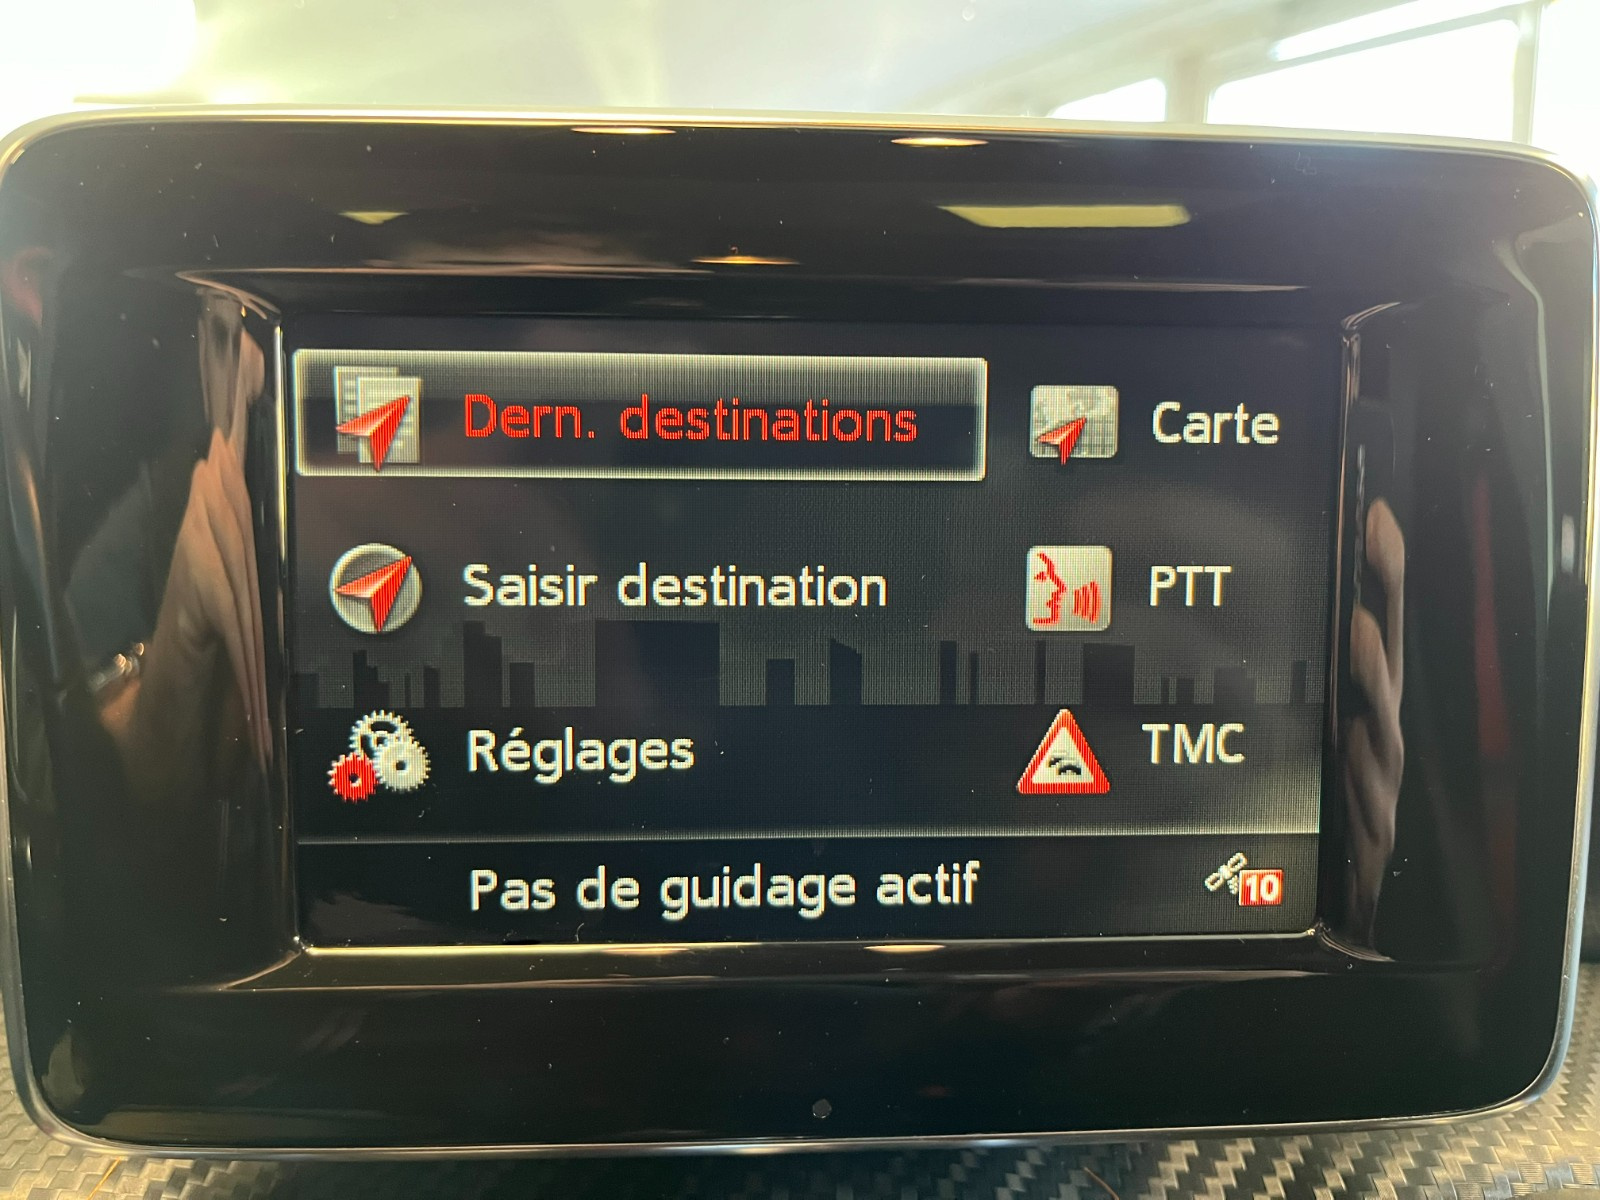 Dern. destinations
Carte
Saisir destination
PTT
Réglages
TMC
Pas de guidage actif
10